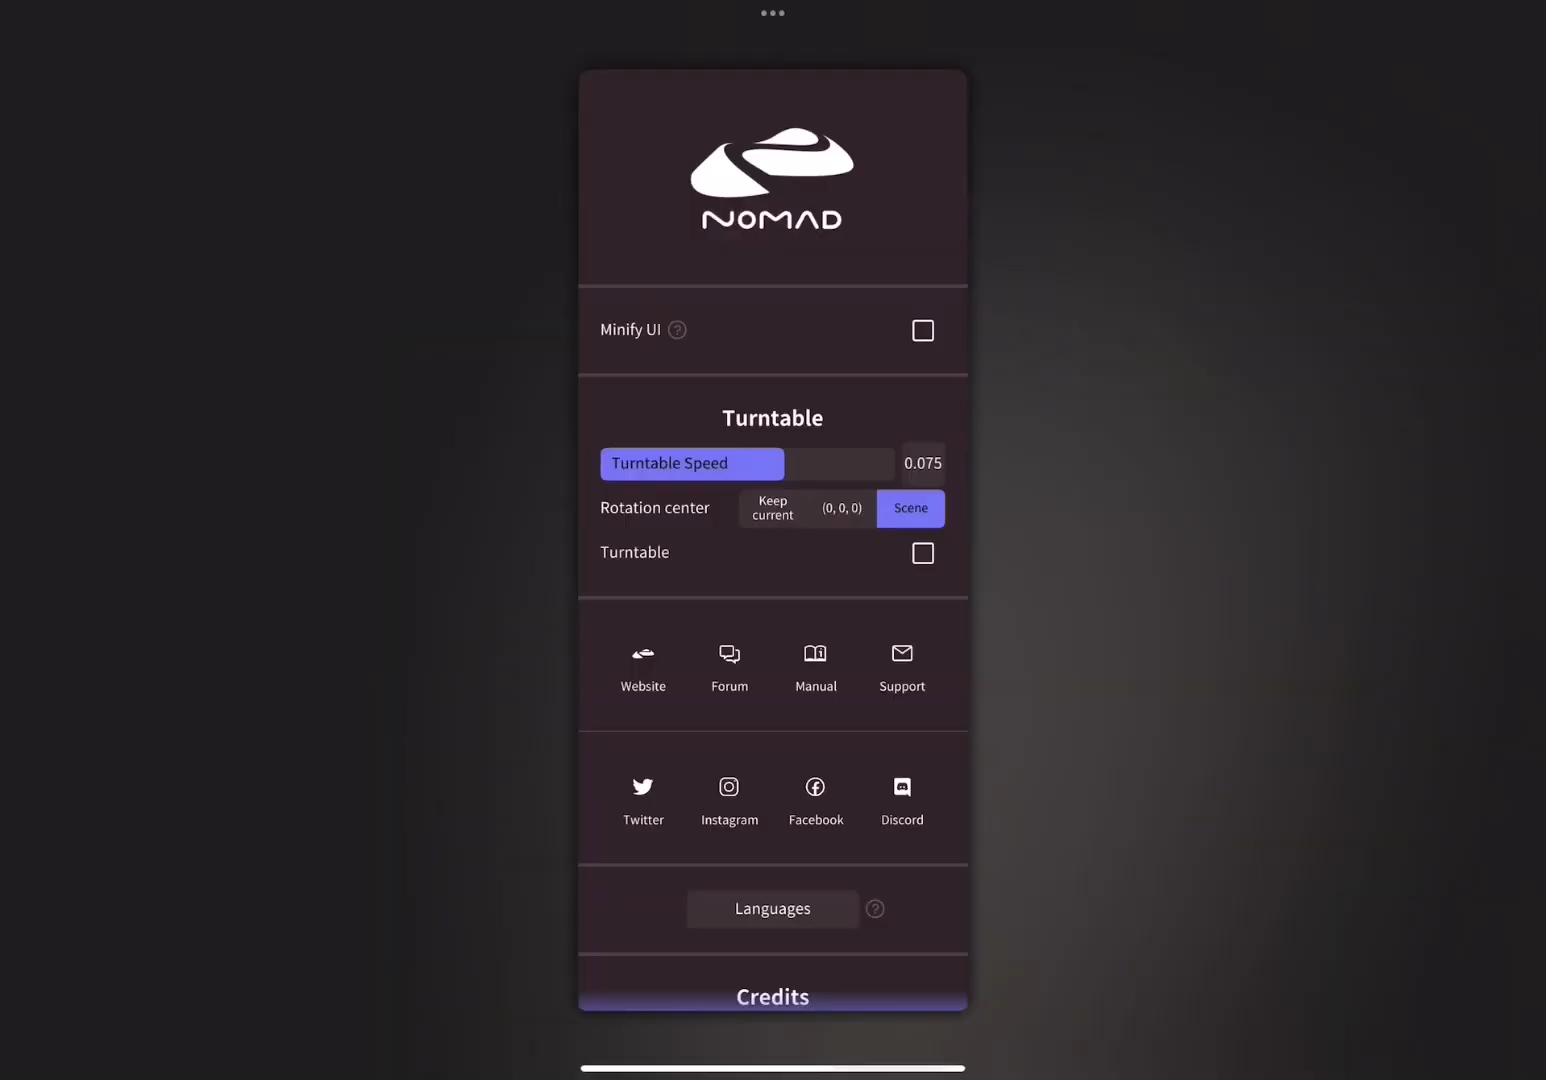 NOMAD
Minify UI ?
Turntable
Turntable Speed 0.075
Rotation center Keep current (0, 0, 0) Scene
Turntable
Website Forum Manual Support
Twitter Instagram Facebook Discord
Languages ?
Credits